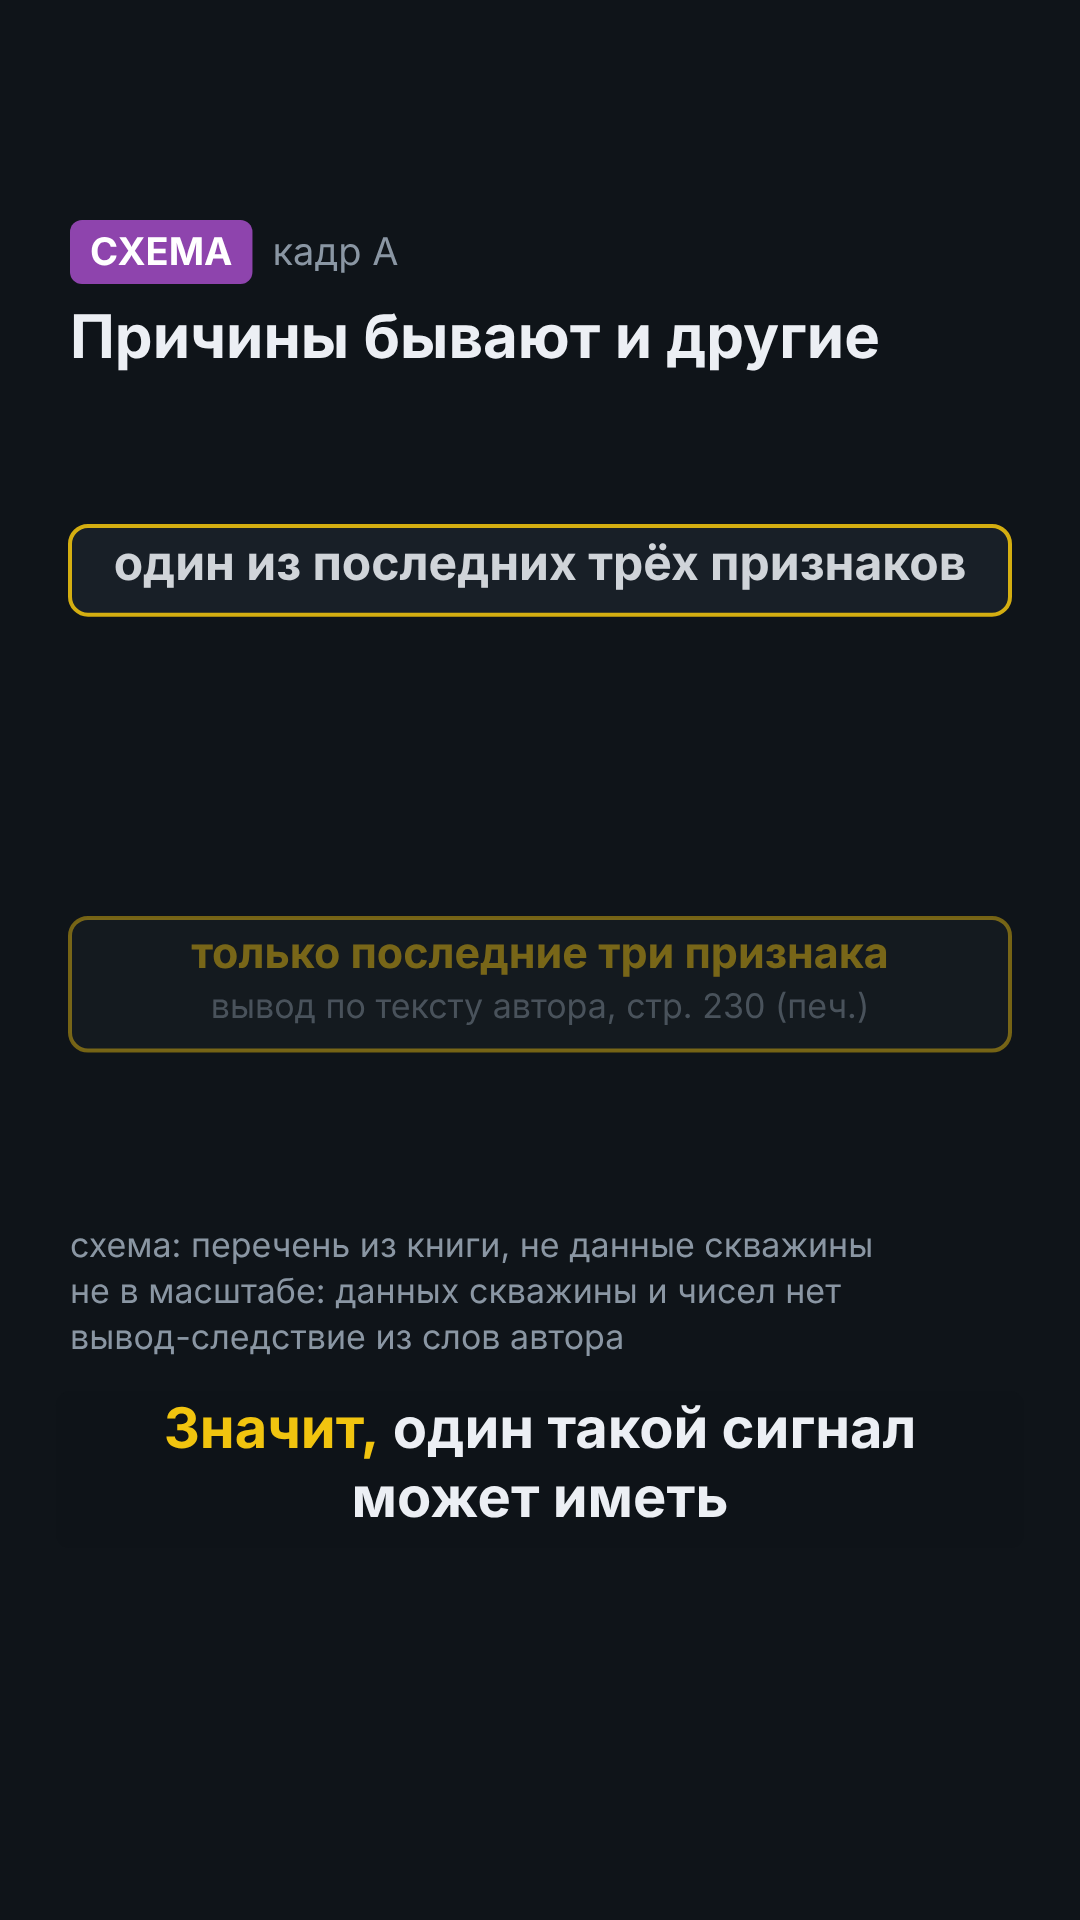 СХЕМА кадр А
Причины бывают и другие
один из последних трёх признаков
только последние три признака
вывод по тексту автора, стр. 230 (печ.)
схема: перечень из книги, не данные скважины
не в масштабе: данных скважины и чисел нет
вывод-следствие из слов автора
Значит, один такой сигнал
может иметь